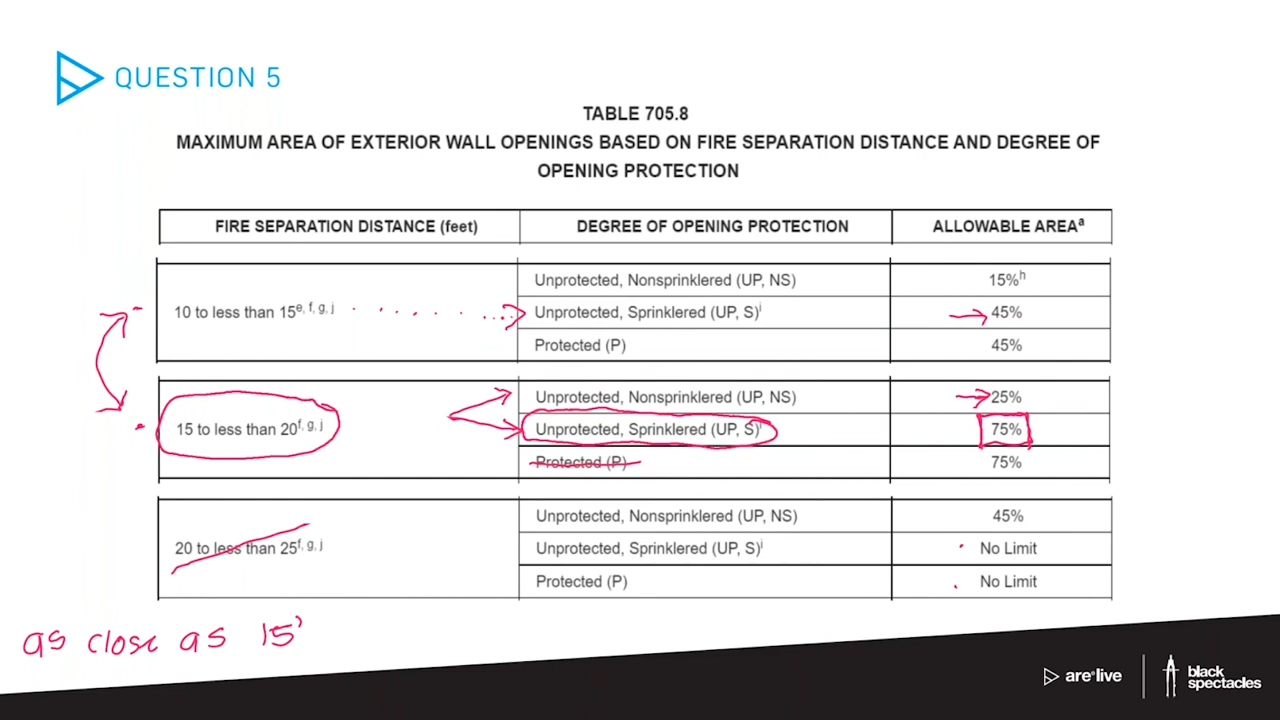 QUESTION 5
TABLE 705.8
MAXIMUM AREA OF EXTERIOR WALL OPENINGS BASED ON FIRE SEPARATION DISTANCE AND DEGREE OF
OPENING PROTECTION
FIRE SEPARATION DISTANCE (feet) DEGREE OF OPENING PROTECTION ALLOWABLE AREAa
Unprotected, Nonsprinklered (UP, NS) 15%h
10 to less than 15e, f, g, j Unprotected, Sprinklered (UP, S)i 45%
Protected (P) 45%
Unprotected, Nonsprinklered (UP, NS) 25%
15 to less than 20f, g, j Unprotected, Sprinklered (UP, S)i 75%
Protected (P) 75%
Unprotected, Nonsprinklered (UP, NS) 45%
20 to less than 25f, g, j Unprotected, Sprinklered (UP, S)i No Limit
Protected (P) No Limit
as close as 15'
are live
black
spectacles